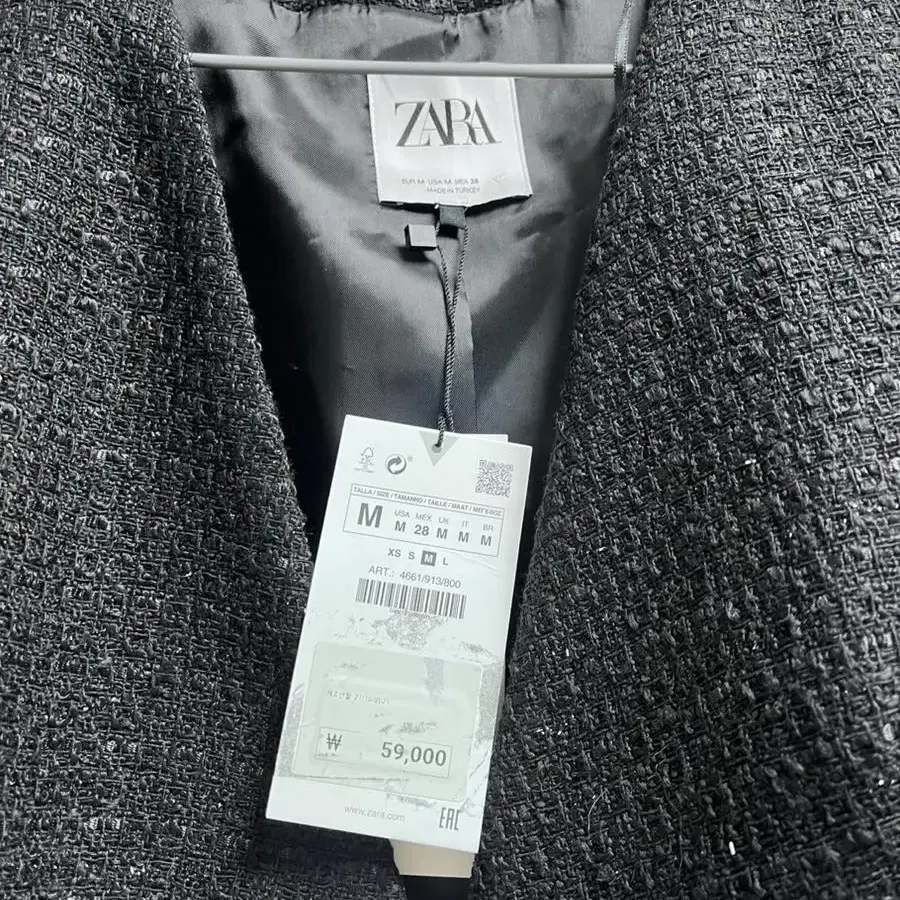 ZARA
EUR M USA M MEX 28
MADE IN TURKEY
TALLA / SIZE / TAMANHO / TAILLE / MAAT /
M
USA MEX UK IT BR
M 28 M M M
XS S M L
ART.: 4661/913/800
₩ 59,000
www.zara.com
EAC